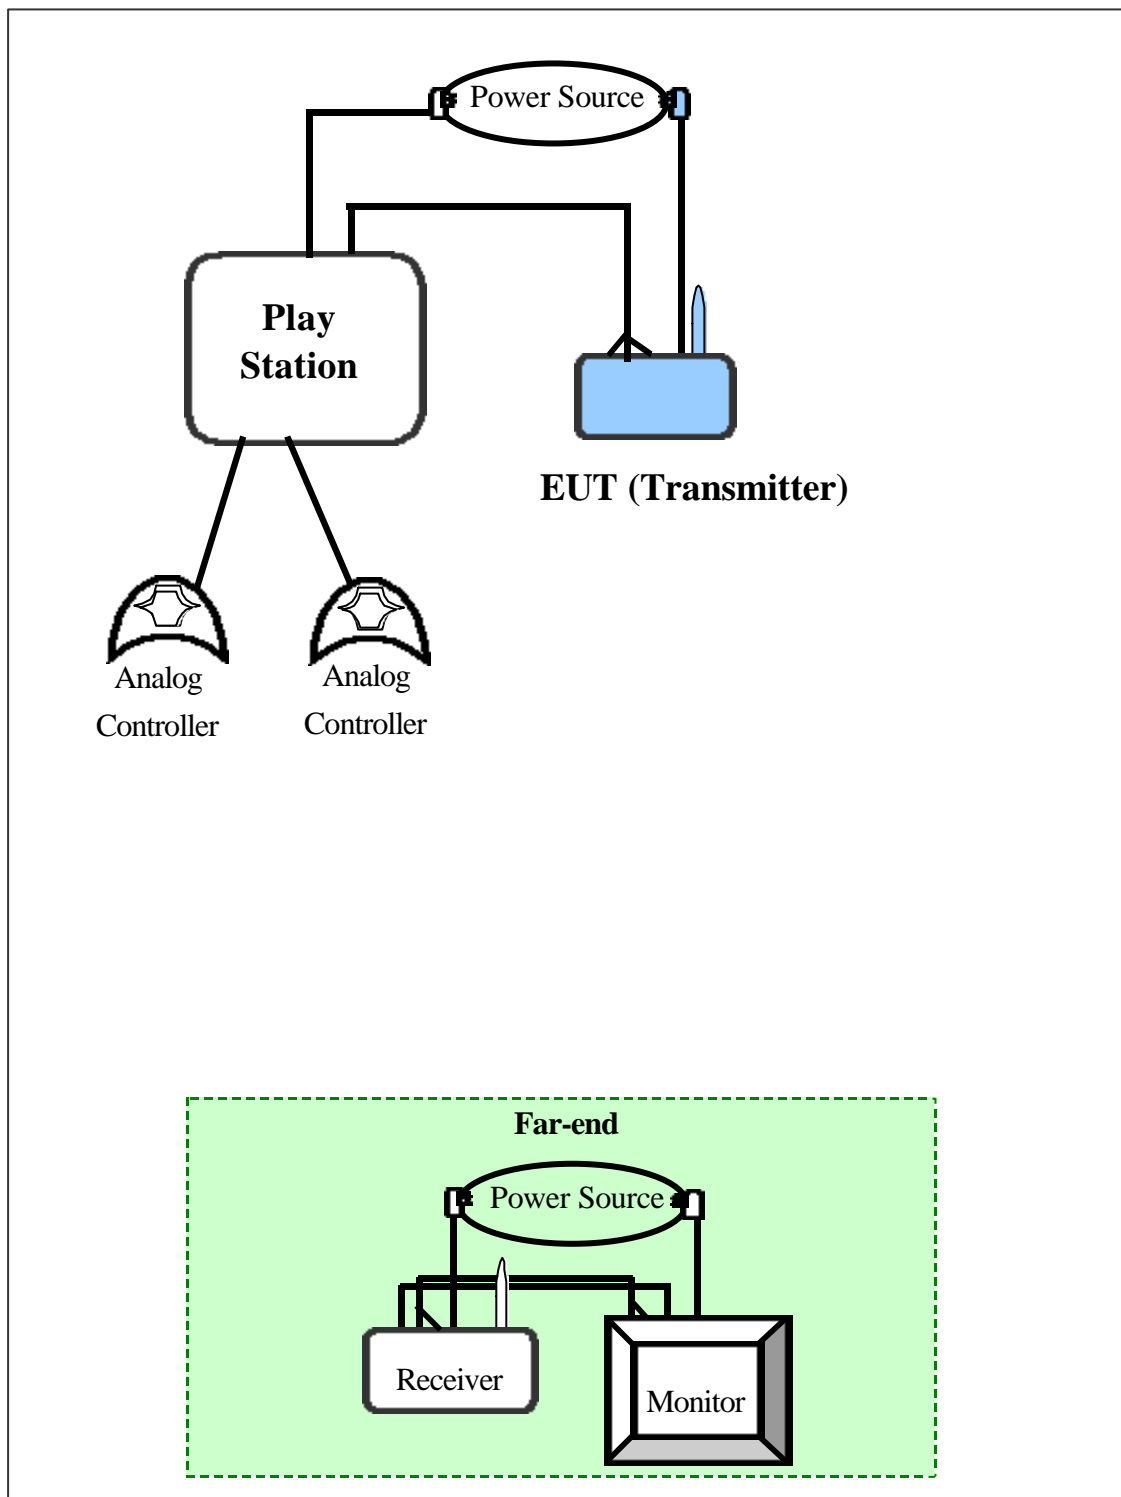 Power Source
Play
Station
EUT (Transmitter)
Analog
Controller
Analog
Controller
Far-end
Power Source
Receiver
Monitor